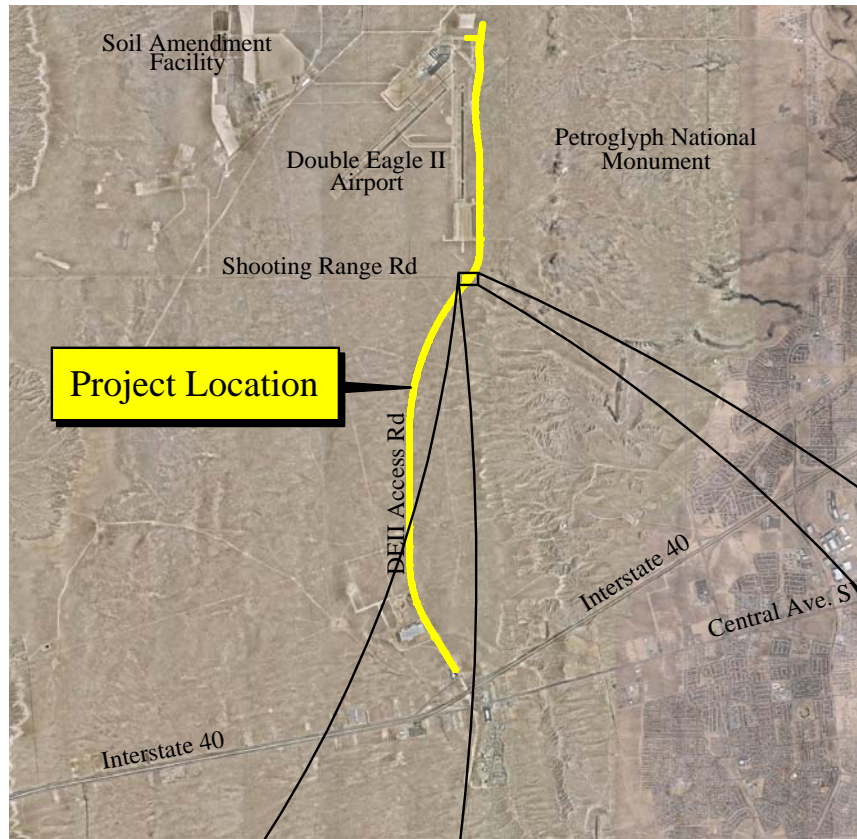 Soil Amendment
Facility
Petroglyph National
Monument
Double Eagle II
Airport
Shooting Range Rd
Project Location
DEII Access Rd
Interstate 40
Central Ave. SW
Interstate 40